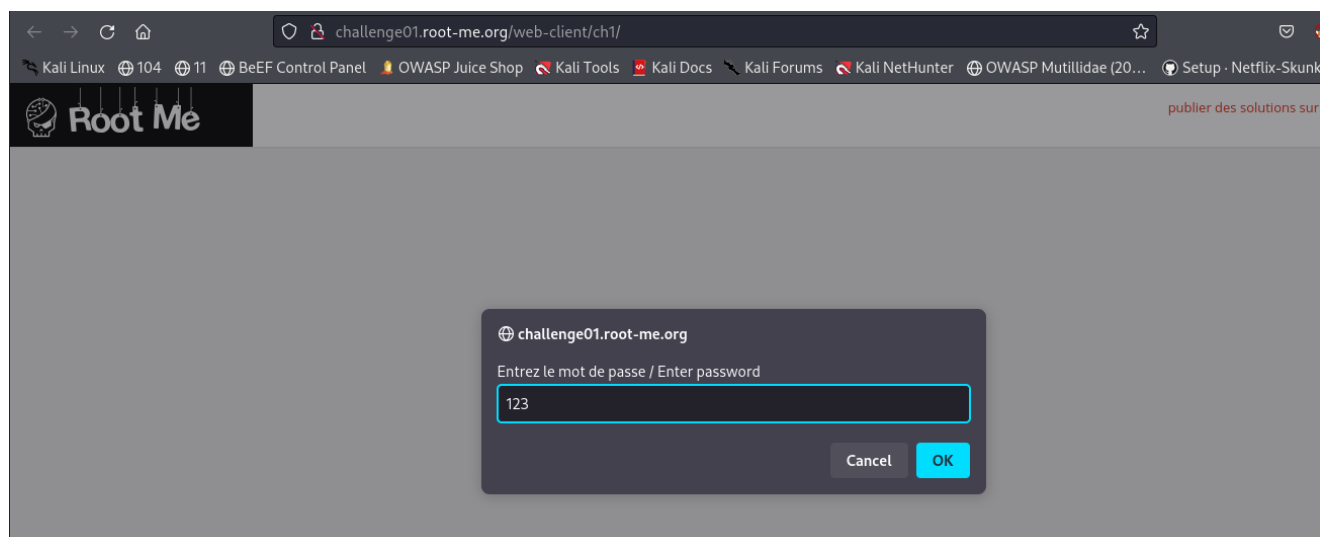 challenge01.root-me.org/web-client/ch1/
Kali Linux 104 11 BeEF Control Panel OWASP Juice Shop Kali Tools Kali Docs Kali Forums Kali NetHunter OWASP Mutillidae (20... Setup · Netflix-Skunk
Root Me
publier des solutions sur
challenge01.root-me.org
Entrez le mot de passe / Enter password
123
Cancel OK